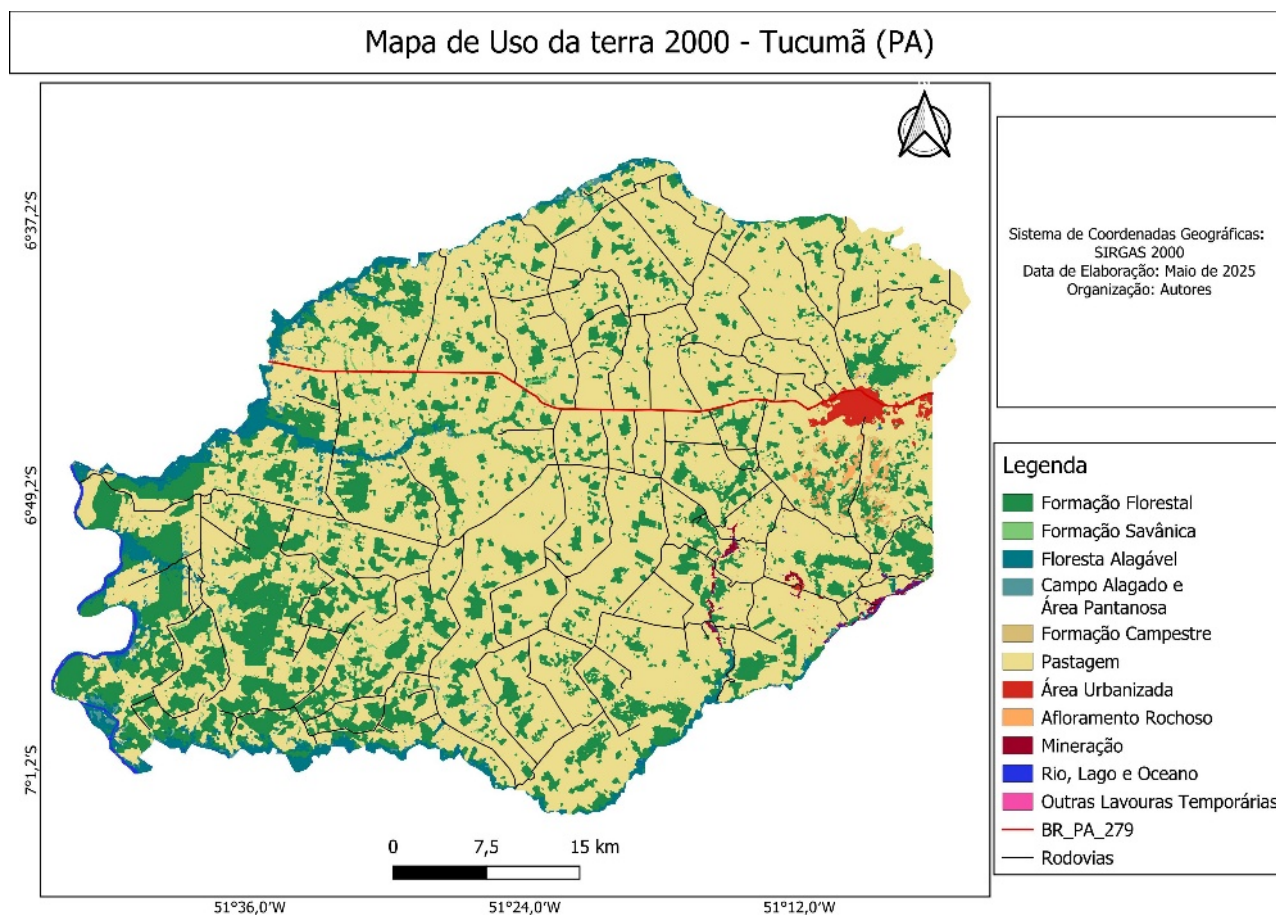 Mapa de Uso da terra 2000 - Tucumã (PA)
6°37,2'S
6°49,2'S
7°1,2'S
0 7,5 15 km
51°36,0'W 51°24,0'W 51°12,0'W
Sistema de Coordenadas Geográficas:
SIRGAS 2000
Data de Elaboração: Maio de 2025
Organização: Autores
Legenda
Formação Florestal
Formação Savânica
Floresta Alagável
Campo Alagado e
Área Pantanosa
Formação Campestre
Pastagem
Área Urbanizada
Afloramento Rochoso
Mineração
Rio, Lago e Oceano
Outras Lavouras Temporárias
BR_PA_279
Rodovias